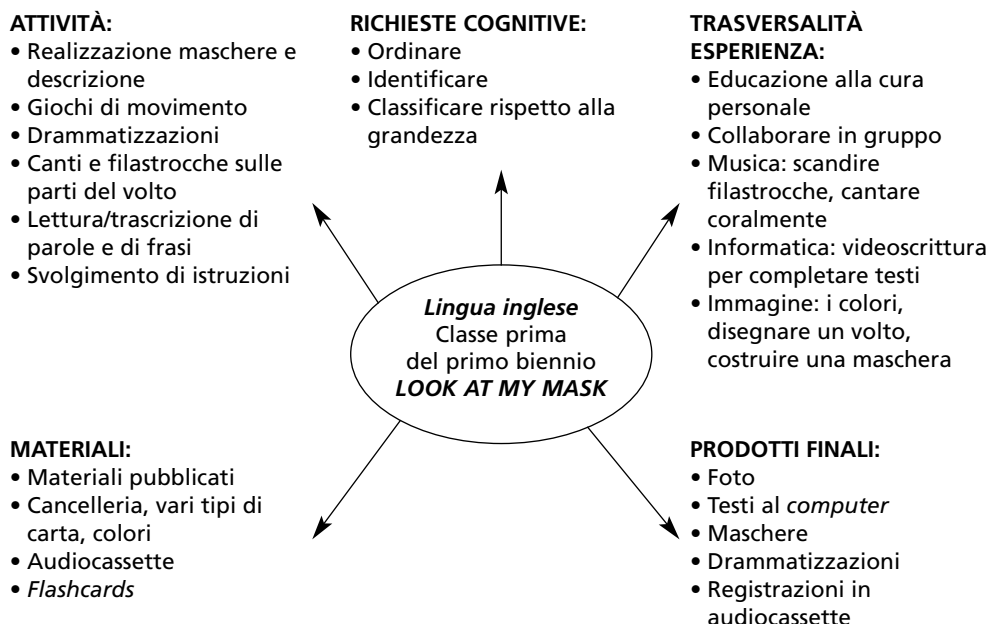 ATTIVITÀ:
• Realizzazione maschere e
descrizione
• Giochi di movimento
• Drammatizzazioni
• Canti e filastrocche sulle
parti del volto
• Lettura/trascrizione di
parole e di frasi
• Svolgimento di istruzioni
RICHIESTE COGNITIVE:
• Ordinare
• Identificare
• Classificare rispetto alla
grandezza
TRASVERSALITÀ
ESPERIENZA:
• Educazione alla cura
personale
• Collaborare in gruppo
• Musica: scandire
filastrocche, cantare
coralmente
• Informatica: videoscrittura
per completare testi
• Immagine: i colori,
disegnare un volto,
costruire una maschera
Lingua inglese
Classe prima
del primo biennio
LOOK AT MY MASK
MATERIALI:
• Materiali pubblicati
• Cancelleria, vari tipi di
carta, colori
• Audiocassette
• Flashcards
PRODOTTI FINALI:
• Foto
• Testi al computer
• Maschere
• Drammatizzazioni
• Registrazioni in
audiocassette